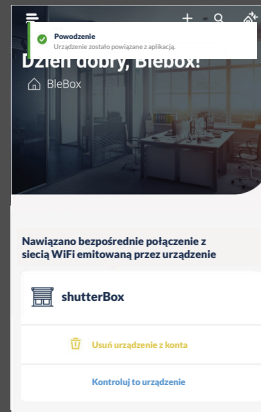 Powodzenie
Urządzenie zostało powiązane z aplikacją.
Dzień dobry, Blebox!
BleBox
Nawiązano bezpośrednie połączenie z
siecią WiFi emitowaną przez urządzenie
shutterBox
Usuń urządzenie z konta
Kontroluj to urządzenie